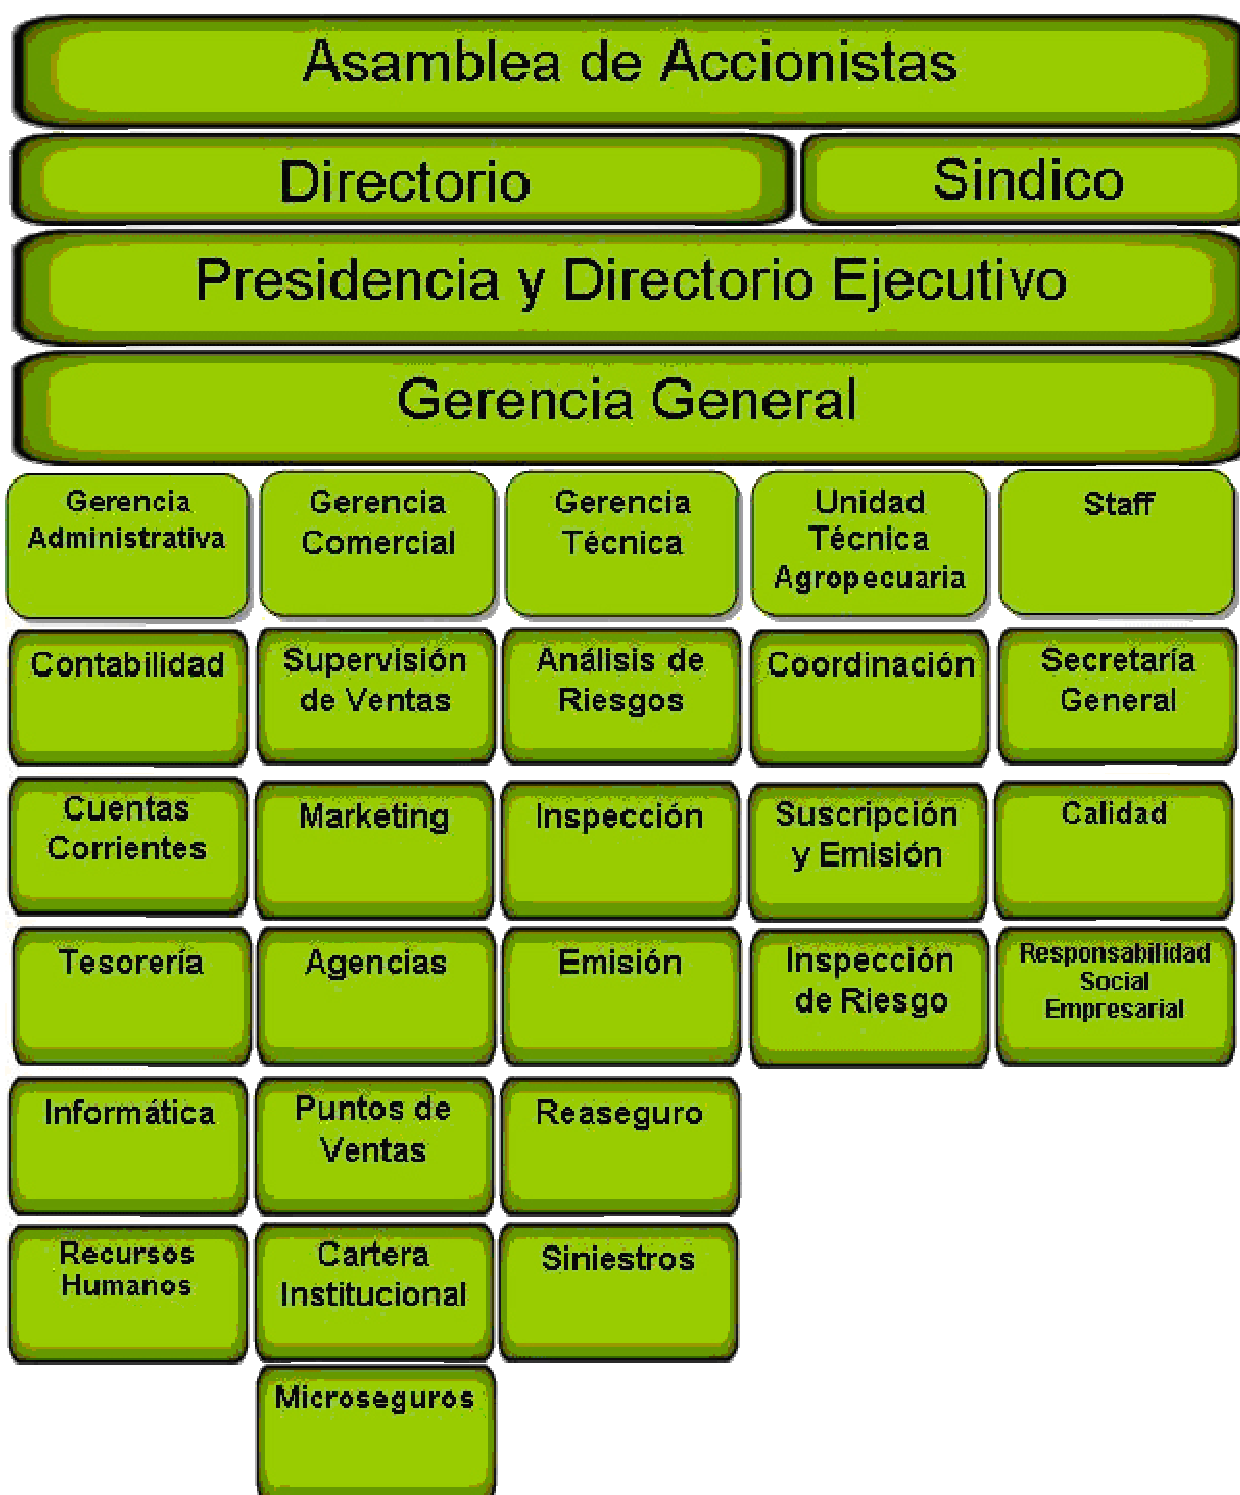 Asamblea de Accionistas
Directorio
Sindico
Presidencia y Directorio Ejecutivo
Gerencia General
Gerencia
Administrativa
Gerencia
Comercial
Gerencia
Técnica
Unidad
Técnica
Agropecuaria
Staff
Contabilidad
Supervisión
de Ventas
Análisis de
Riesgos
Coordinación
Secretaría
General
Cuentas
Corrientes
Marketing
Inspección
Suscripción
y Emisión
Calidad
Tesorería
Agencias
Emisión
Inspección
de Riesgo
Responsabilidad
Social
Empresarial
Informática
Puntos de
Ventas
Reaseguro
Recursos
Humanos
Cartera
Institucional
Siniestros
Microseguros